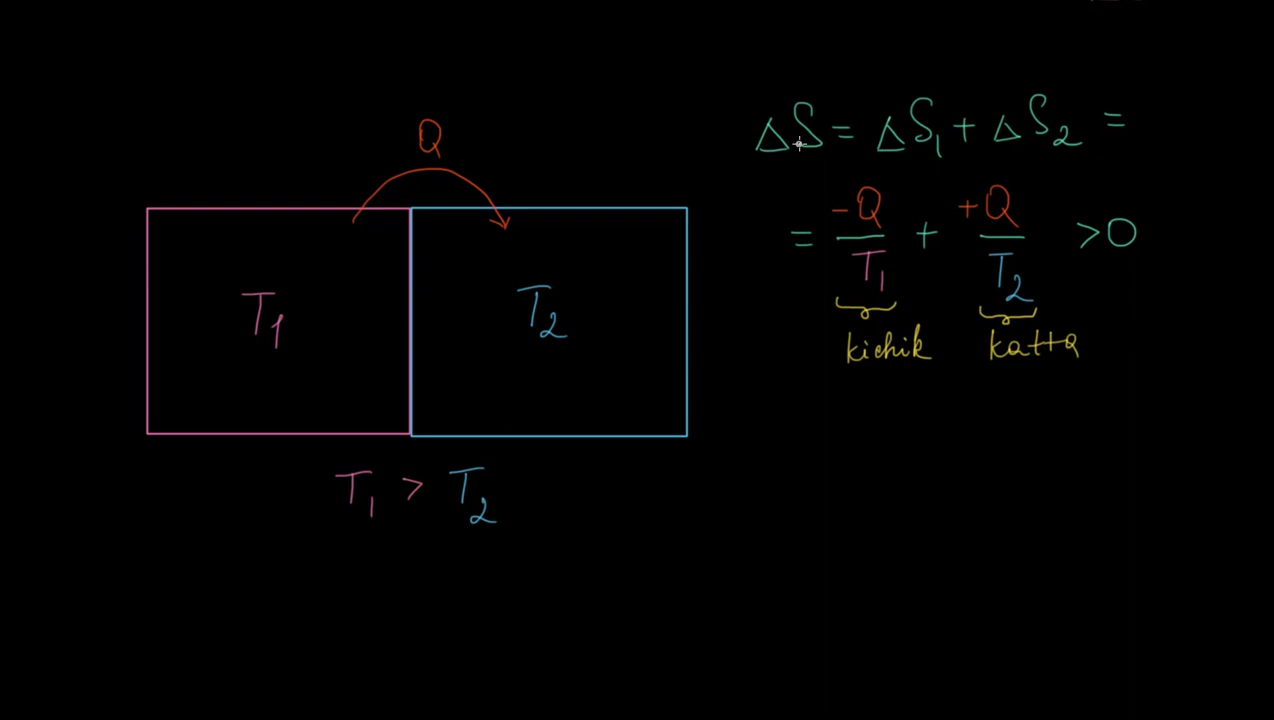 Q
T₁
T₂
T₁ > T₂
ΔS = ΔS₁ + ΔS₂ =
= -Q/T₁ + +Q/T₂ > 0
kichik katta